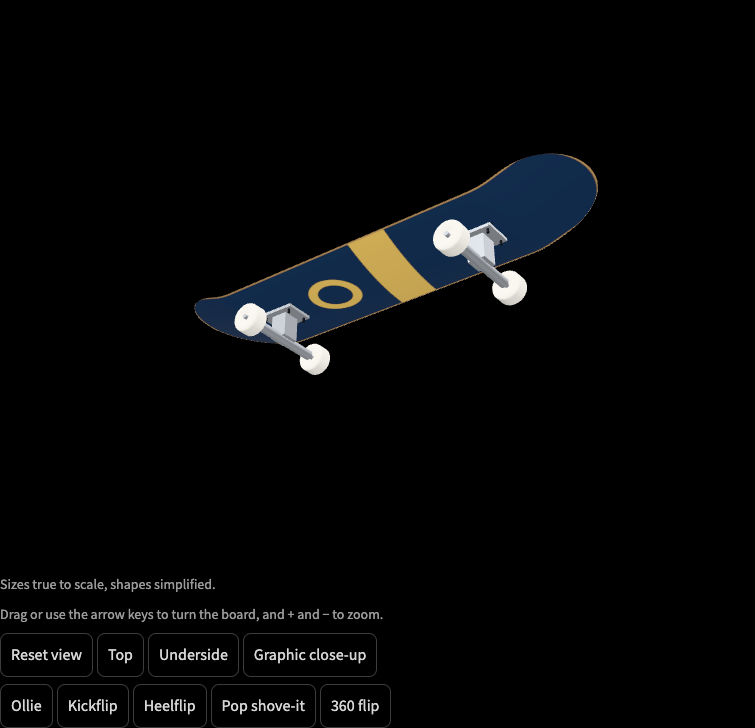 Sizes true to scale, shapes simplified.
Drag or use the arrow keys to turn the board, and + and − to zoom.
Reset view Top Underside Graphic close-up
Ollie Kickflip Heelflip Pop shove-it 360 flip